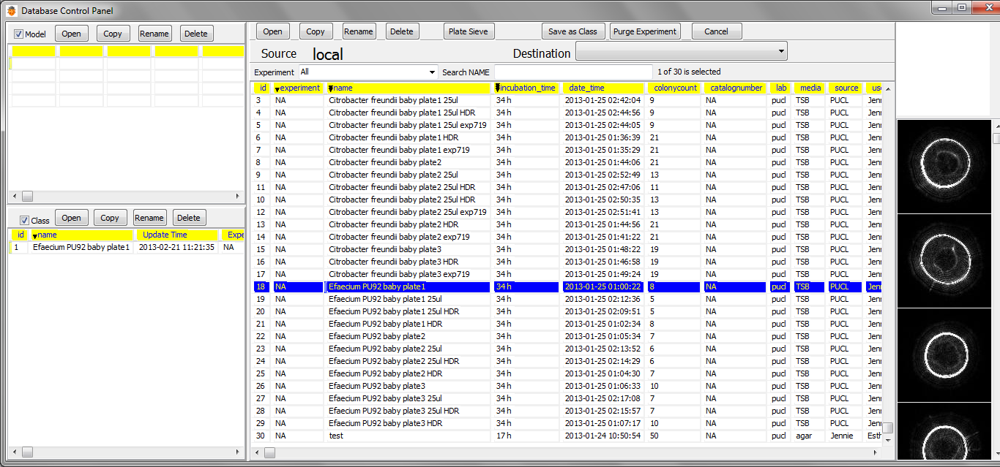 Database Control Panel
Model Open Copy Rename Delete
Class Open Copy Rename Delete
id name Update Time Expe
1 Efaecium PU92 baby plate1 2013-02-21 11:21:35 NA
Open Copy Rename Delete Plate Sieve Save as Class Purge Experiment Cancel
Source local Destination
Experiment All Search NAME 1 of 30 is selected
id experiment name incubation_time date_time colonycount catalognumber lab media source use
3 NA Citrobacter freundii baby plate1 25ul 34 h 2013-01-25 02:42:04 9 NA pucl TSB PUCL Jenn
4 NA Citrobacter freundii baby plate1 25ul HDR 34 h 2013-01-25 02:44:56 9 NA pucl TSB PUCL Jenn
5 NA Citrobacter freundii baby plate1 25ul exp719 34 h 2013-01-25 02:44:05 9 NA pucl TSB PUCL Jenn
6 NA Citrobacter freundii baby plate1 HDR 34 h 2013-01-25 01:36:39 21 NA pucl TSB PUCL Jenn
7 NA Citrobacter freundii baby plate1 exp719 34 h 2013-01-25 01:35:29 21 NA pucl TSB PUCL Jenn
8 NA Citrobacter freundii baby plate2 34 h 2013-01-25 01:44:06 21 NA pucl TSB PUCL Jenn
9 NA Citrobacter freundii baby plate2 25ul 34 h 2013-01-25 02:52:49 13 NA pucl TSB PUCL Jenn
11 NA Citrobacter freundii baby plate2 25ul HDR 34 h 2013-01-25 02:47:06 11 NA pucl TSB PUCL Jenn
10 NA Citrobacter freundii baby plate2 25ul HDR 34 h 2013-01-25 02:50:35 13 NA pucl TSB PUCL Jenn
12 NA Citrobacter freundii baby plate2 25ul exp719 34 h 2013-01-25 02:51:41 13 NA pucl TSB PUCL Jenn
13 NA Citrobacter freundii baby plate2 HDR 34 h 2013-01-25 01:44:56 21 NA pucl TSB PUCL Jenn
14 NA Citrobacter freundii baby plate2 exp719 34 h 2013-01-25 01:41:22 21 NA pucl TSB PUCL Jenn
15 NA Citrobacter freundii baby plate3 34 h 2013-01-25 01:48:22 19 NA pucl TSB PUCL Jenn
16 NA Citrobacter freundii baby plate3 HDR 34 h 2013-01-25 01:46:58 19 NA pucl TSB PUCL Jenn
17 NA Citrobacter freundii baby plate3 exp719 34 h 2013-01-25 01:49:24 19 NA pucl TSB PUCL Jenn
18 NA Efaecium PU92 baby plate1 34 h 2013-01-25 01:00:22 8 NA pucl TSB PUCL Jenn
19 NA Efaecium PU92 baby plate1 25ul 34 h 2013-01-25 02:12:36 5 NA pucl TSB PUCL Jenn
20 NA Efaecium PU92 baby plate1 25ul HDR 34 h 2013-01-25 02:09:51 5 NA pucl TSB PUCL Jenn
21 NA Efaecium PU92 baby plate1 HDR 34 h 2013-01-25 01:02:34 8 NA pucl TSB PUCL Jenn
22 NA Efaecium PU92 baby plate2 34 h 2013-01-25 01:05:34 7 NA pucl TSB PUCL Jenn
23 NA Efaecium PU92 baby plate2 25ul 34 h 2013-01-25 02:13:52 6 NA pucl TSB PUCL Jenn
24 NA Efaecium PU92 baby plate2 25ul HDR 34 h 2013-01-25 02:14:29 6 NA pucl TSB PUCL Jenn
25 NA Efaecium PU92 baby plate2 HDR 34 h 2013-01-25 01:04:30 7 NA pucl TSB PUCL Jenn
26 NA Efaecium PU92 baby plate3 34 h 2013-01-25 01:06:33 10 NA pucl TSB PUCL Jenn
27 NA Efaecium PU92 baby plate3 25ul 34 h 2013-01-25 02:17:08 7 NA pucl TSB PUCL Jenn
28 NA Efaecium PU92 baby plate3 25ul HDR 34 h 2013-01-25 02:15:57 7 NA pucl TSB PUCL Jenn
29 NA Efaecium PU92 baby plate3 HDR 34 h 2013-01-25 01:07:17 10 NA pucl TSB PUCL Jenn
30 NA test 17 h 2013-01-24 10:50:54 50 NA pucl agar Jennie Esth